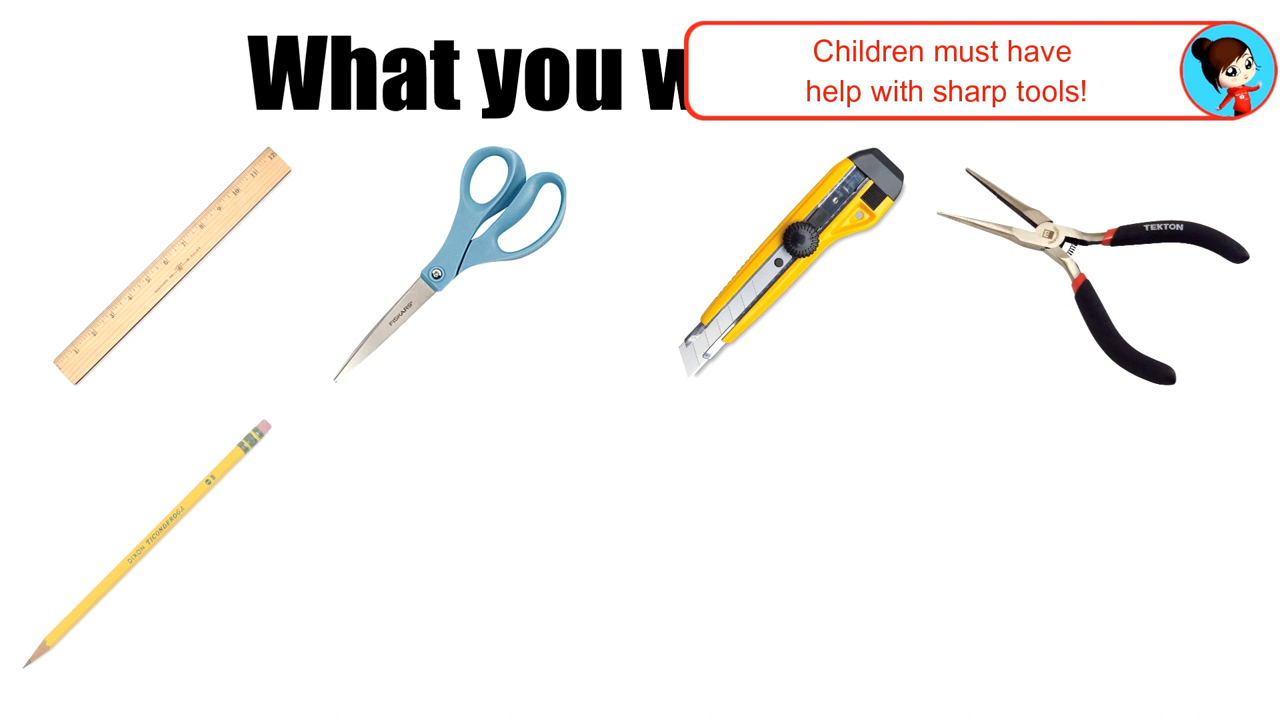 What you w
Children must have
help with sharp tools!
FISKARS
TEKTON
DIXON TICONDEROGA